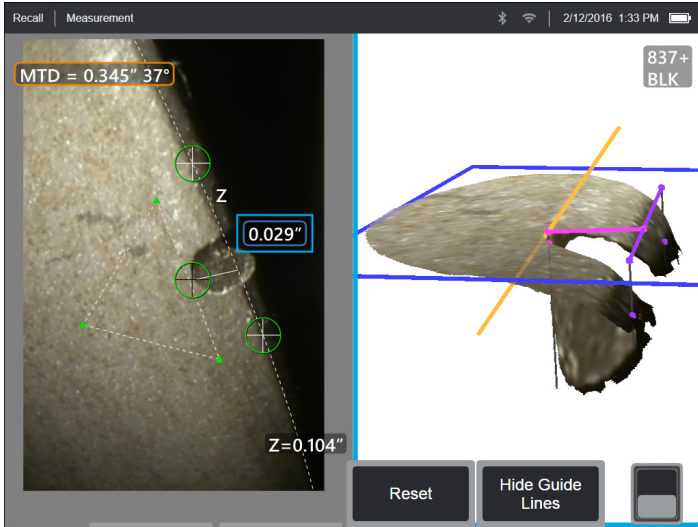 Recall
Measurement
2/12/2016 1:33 PM
MTD = 0.345" 37°
Z
0.029"
Z=0.104"
837+
BLK
Reset
Hide Guide
Lines